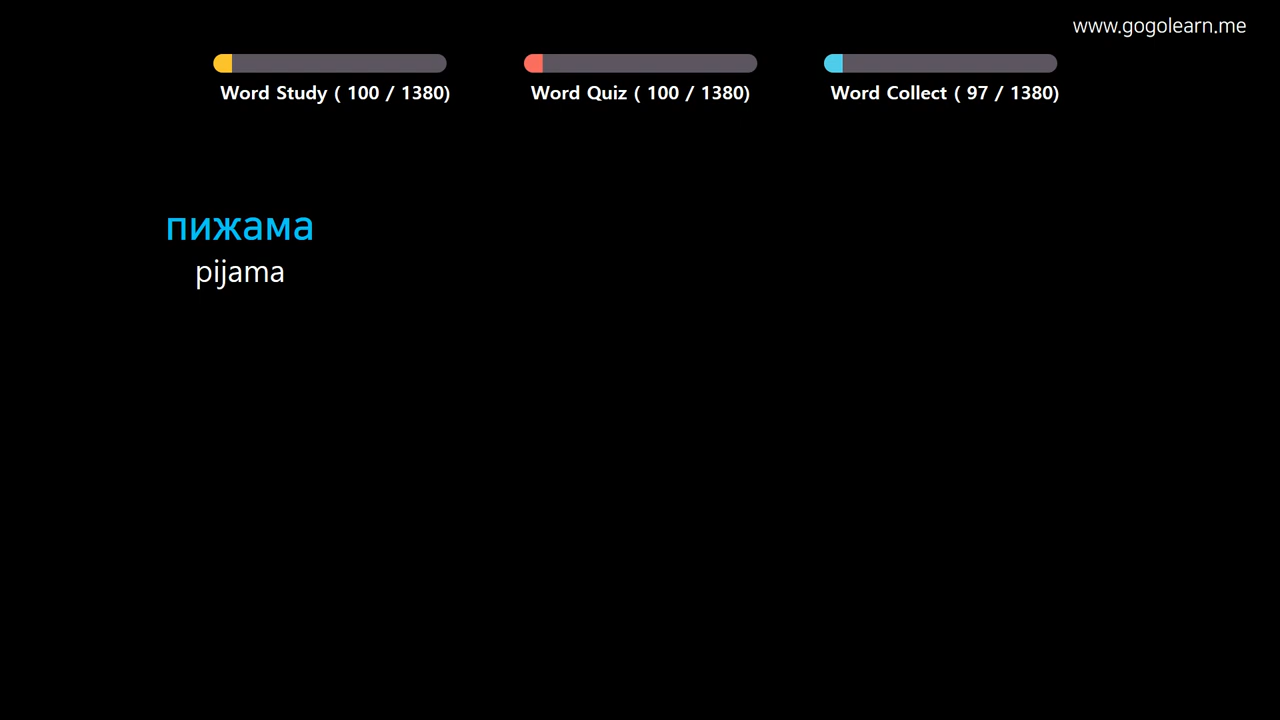 www.gogolearn.me
Word Study ( 100 / 1380)
Word Quiz ( 100 / 1380)
Word Collect ( 97 / 1380)
пижама
pijama